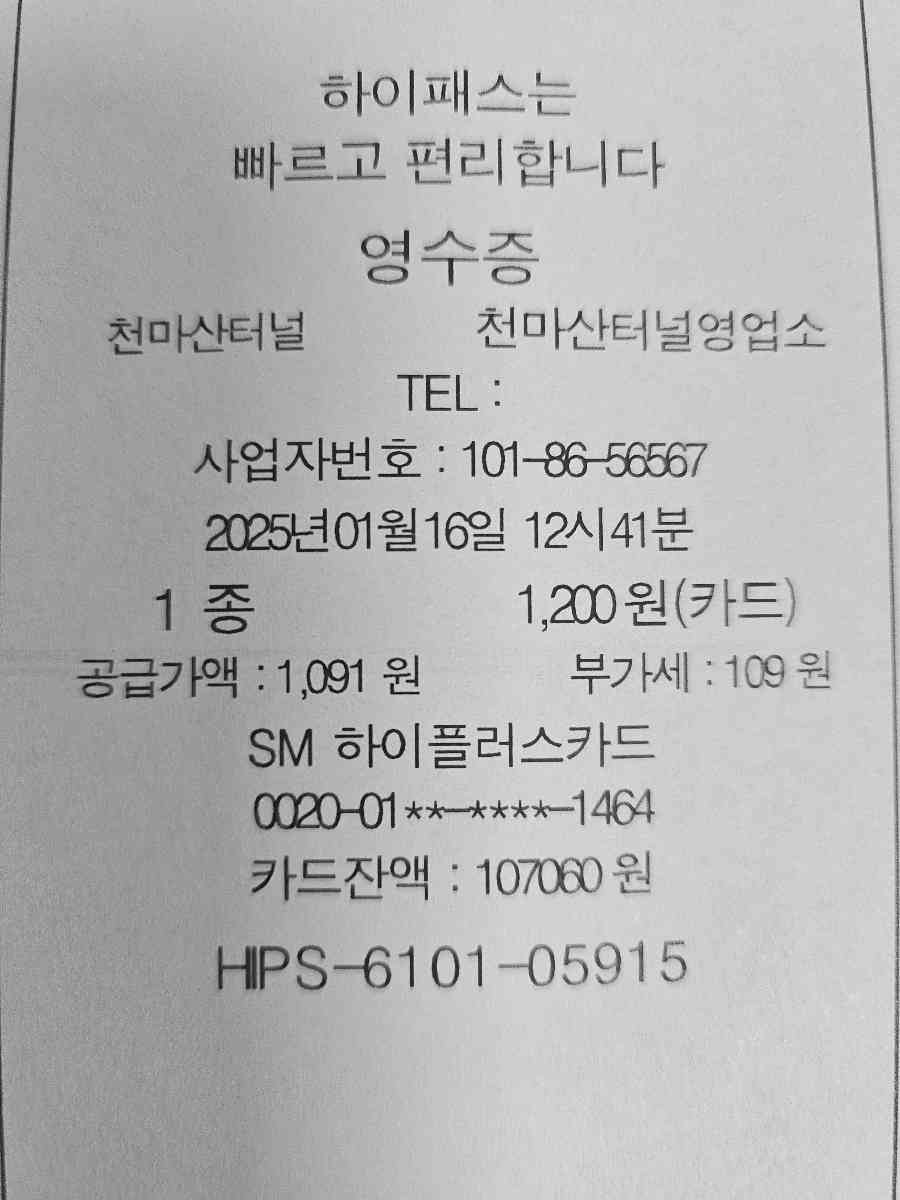 하이패스는
빠르고 편리합니다
영수증
천마산터널 천마산터널영업소
TEL :
사업자번호 : 101-86-56567
2025년01월16일 12시41분
1 종 1,200원(카드)
공급가액 : 1,091 원 부가세 : 109 원
SM 하이플러스카드
0020-01**-****-1464
카드잔액 : 107060 원
HIPS-6101-05915